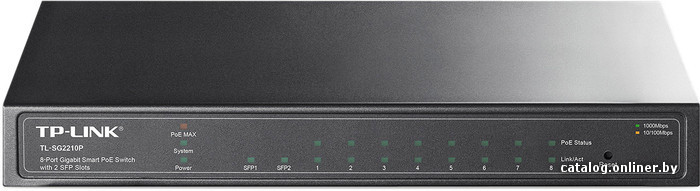 TP-LINK
TL-SG2210P
8-Port Gigabit Smart PoE Switch
with 2 SFP Slots
PoE MAX
System
Power
SFP1 SFP2 1 2 3 4 5 6 7 8
1000Mbps
10/100Mbps
PoE Status
Link/Act
catalog.onliner.by